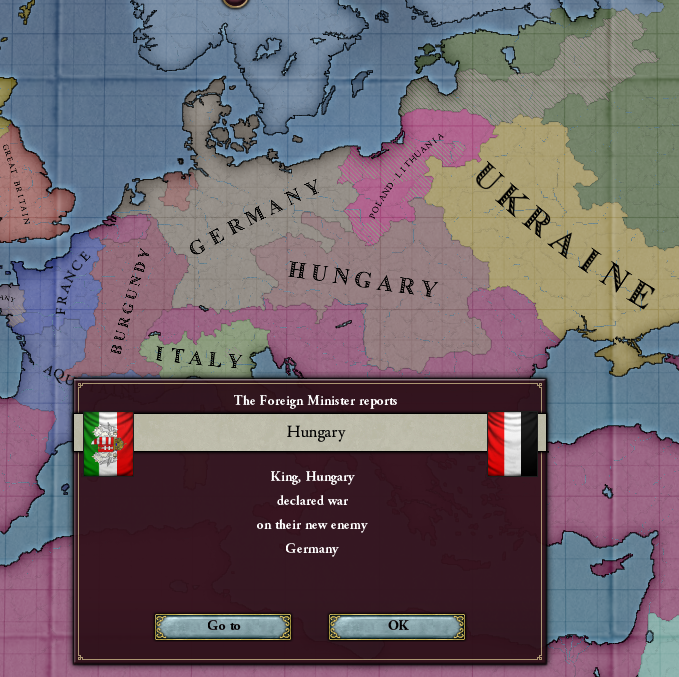 GREAT BRITAIN
POLAND LITHUANIA
UKRAINE
GERMANY
FRANCE
HUNGARY
BURGUNDY
ANY
ITALY
AQU
The Foreign Minister reports
Hungary
King, Hungary
declared war
on their new enemy
Germany
Go to
OK